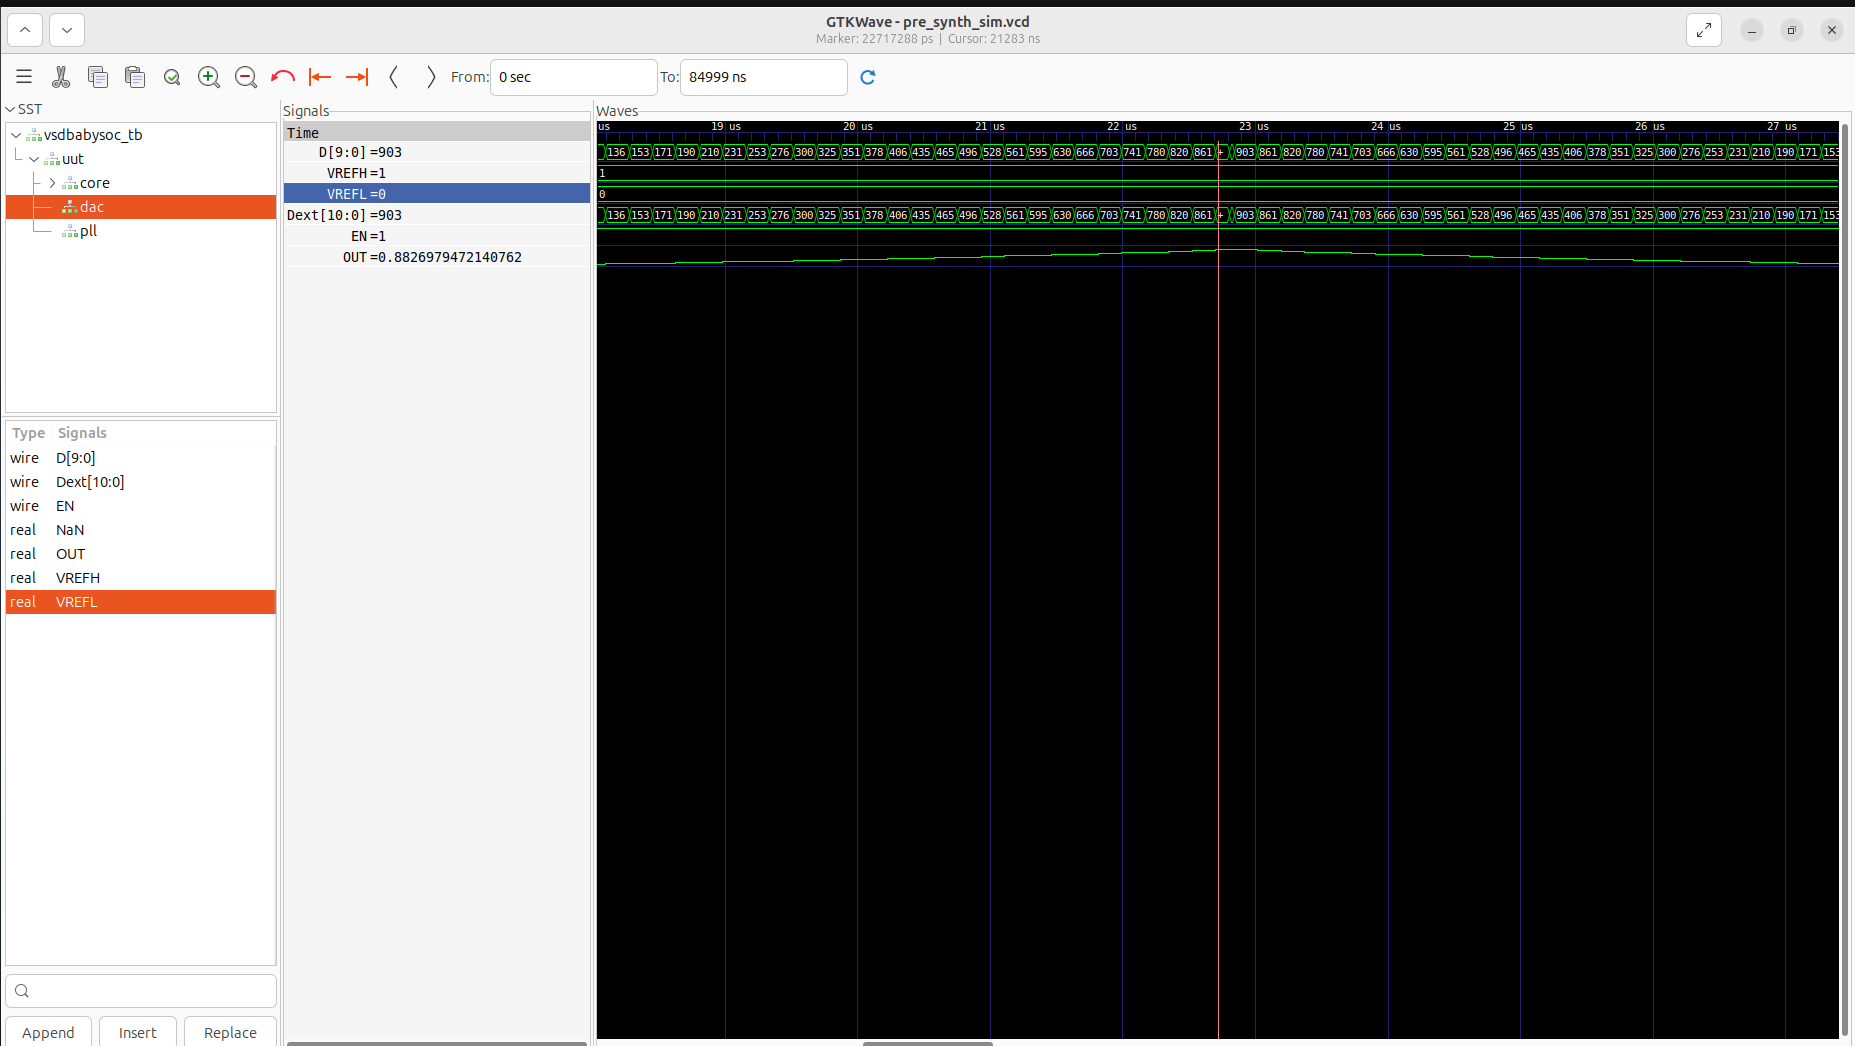 GTKWave - pre_synth_sim.vcd
Marker: 22717288 ps | Cursor: 21283 ns
From: 0 sec To: 84999 ns
SST
vsdbabysoc_tb
uut
core
dac
pll
Type Signals
wire D[9:0]
wire Dext[10:0]
wire EN
real NaN
real OUT
real VREFH
real VREFL
Append Insert Replace
Signals
Time
D[9:0] =903
VREFH =1
VREFL =0
Dext[10:0] =903
EN =1
OUT =0.8826979472140762
Waves
us 19 us 20 us 21 us 22 us 23 us 24 us 25 us 26 us 27 us
136 153 171 190 210 231 253 276 300 325 351 378 406 435 465 496 528 561 595 630 666 703 741 780 820 861 + 903 861 820 780 741 703 666 630 595 561 528 496 465 435 406 378 351 325 300 276 253 231 210 190 171 153
1
0
136 153 171 190 210 231 253 276 300 325 351 378 406 435 465 496 528 561 595 630 666 703 741 780 820 861 + 903 861 820 780 741 703 666 630 595 561 528 496 465 435 406 378 351 325 300 276 253 231 210 190 171 153